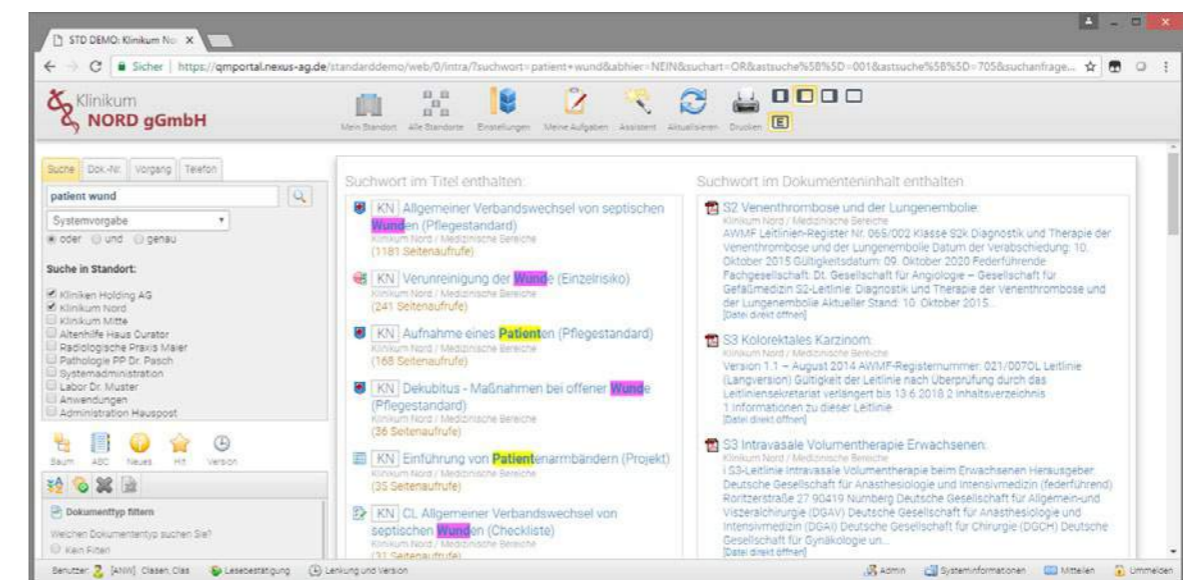 STD DEMO: Klinikum No
Sicher | https://qmportal.nexus-ag.de/standarddemo/web/0/intra/?suchwort=patient+wund&abhier=NEIN&suchart=OR&astsuche%5B%5D=001&astsuche%5B%5D=705&suchanfrage...
Klinikum
NORD gGmbH
Mein Standort Alle Standorte Einstellungen Meine Aufgaben Assistent Aktualisieren Drucken E
Suche Dok.-Nr. Vorgang Telefon
patient wund
Systemvorgabe
oder und genau
Suche in Standort:
Kliniken Holding AG
Klinikum Nord
Klinikum Mitte
Altenhilfe Haus Curator
Radiologische Praxis Maier
Pathologie PP Dr. Pasch
Systemadministration
Labor Dr. Muster
Anwendungen
Administration Hauspost
Baum ABC Neues Hit Version
Dokumenttyp filtern
Welchen Dokumententyp suchen Sie?
Kein Filter
Suchwort im Titel enthalten:
KN Allgemeiner Verbandswechsel von septischen
Wunden (Pflegestandard)
Klinikum Nord / Medizinische Bereiche
(1181 Seitenaufrufe)
KN Verunreinigung der Wunde (Einzelrisiko)
Klinikum Nord / Medizinische Bereiche
(241 Seitenaufrufe)
KN Aufnahme eines Patienten (Pflegestandard)
Klinikum Nord / Medizinische Bereiche
(168 Seitenaufrufe)
KN Dekubitus - Maßnahmen bei offener Wunde
(Pflegestandard)
Klinikum Nord / Medizinische Bereiche
(36 Seitenaufrufe)
KN Einführung von Patientenarmbändern (Projekt)
Klinikum Nord / Medizinische Bereiche
(35 Seitenaufrufe)
KN CL Allgemeiner Verbandswechsel von
septischen Wunden (Checkliste)
Klinikum Nord / Medizinische Bereiche
(31 Seitenaufrufe)
Suchwort im Dokumenteninhalt enthalten
S2 Venenthrombose und der Lungenembolie:
Klinikum Nord / Medizinische Bereiche
AWMF Leitlinien-Register Nr. 065/002 Klasse S2k Diagnostik und Therapie der
Venenthrombose und der Lungenembolie Datum der Verabschiedung: 10.
Oktober 2015 Gültigkeitsdatum: 09. Oktober 2020 Federführende
Fachgesellschaft: Dt. Gesellschaft für Angiologie – Gesellschaft für
Gefäßmedizin S2-Leitlinie: Diagnostik und Therapie der Venenthrombose und
der Lungenembolie Aktueller Stand: 10. Oktober 2015...
[Datei direkt öffnen]
S3 Kolorektales Karzinom:
Klinikum Nord / Medizinische Bereiche
Version 1.1 – August 2014 AWMF-Registernummer: 021/007OL Leitlinie
(Langversion) Gültigkeit der Leitlinie nach Überprüfung durch das
Leitliniensekretariat verlängert bis 13.6.2018 2 Inhaltsverzeichnis
1 Informationen zu dieser Leitlinie
[Datei direkt öffnen]
S3 Intravasale Volumentherapie Erwachsenen:
Klinikum Nord / Medizinische Bereiche
i S3-Leitlinie Intravasale Volumentherapie beim Erwachsenen Herausgeber
Deutsche Gesellschaft für Anästhesiologie und Intensivmedizin (federführend)
Roritzerstraße 27 90419 Nürnberg Deutsche Gesellschaft für Allgemein-und
Viszeralchirurgie (DGAV) Deutsche Gesellschaft für Anästhesiologie und
Intensivmedizin (DGAI) Deutsche Gesellschaft für Chirurgie (DGCH) Deutsche
Gesellschaft für Gynäkologie un...
[Datei direkt öffnen]
Benutzer: [ANW] Clasen, Clas Lesebestätigung Lenkung und Version Admin Systeminformationen Mitteilen Ummelden